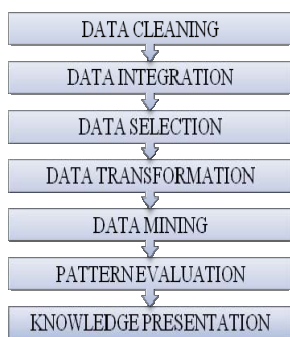 DATA CLEANING
DATA INTEGRATION
DATA SELECTION
DATA TRANSFORMATION
DATA MINING
PATTERN EVALUATION
KNOWLEDGE PRESENTATION